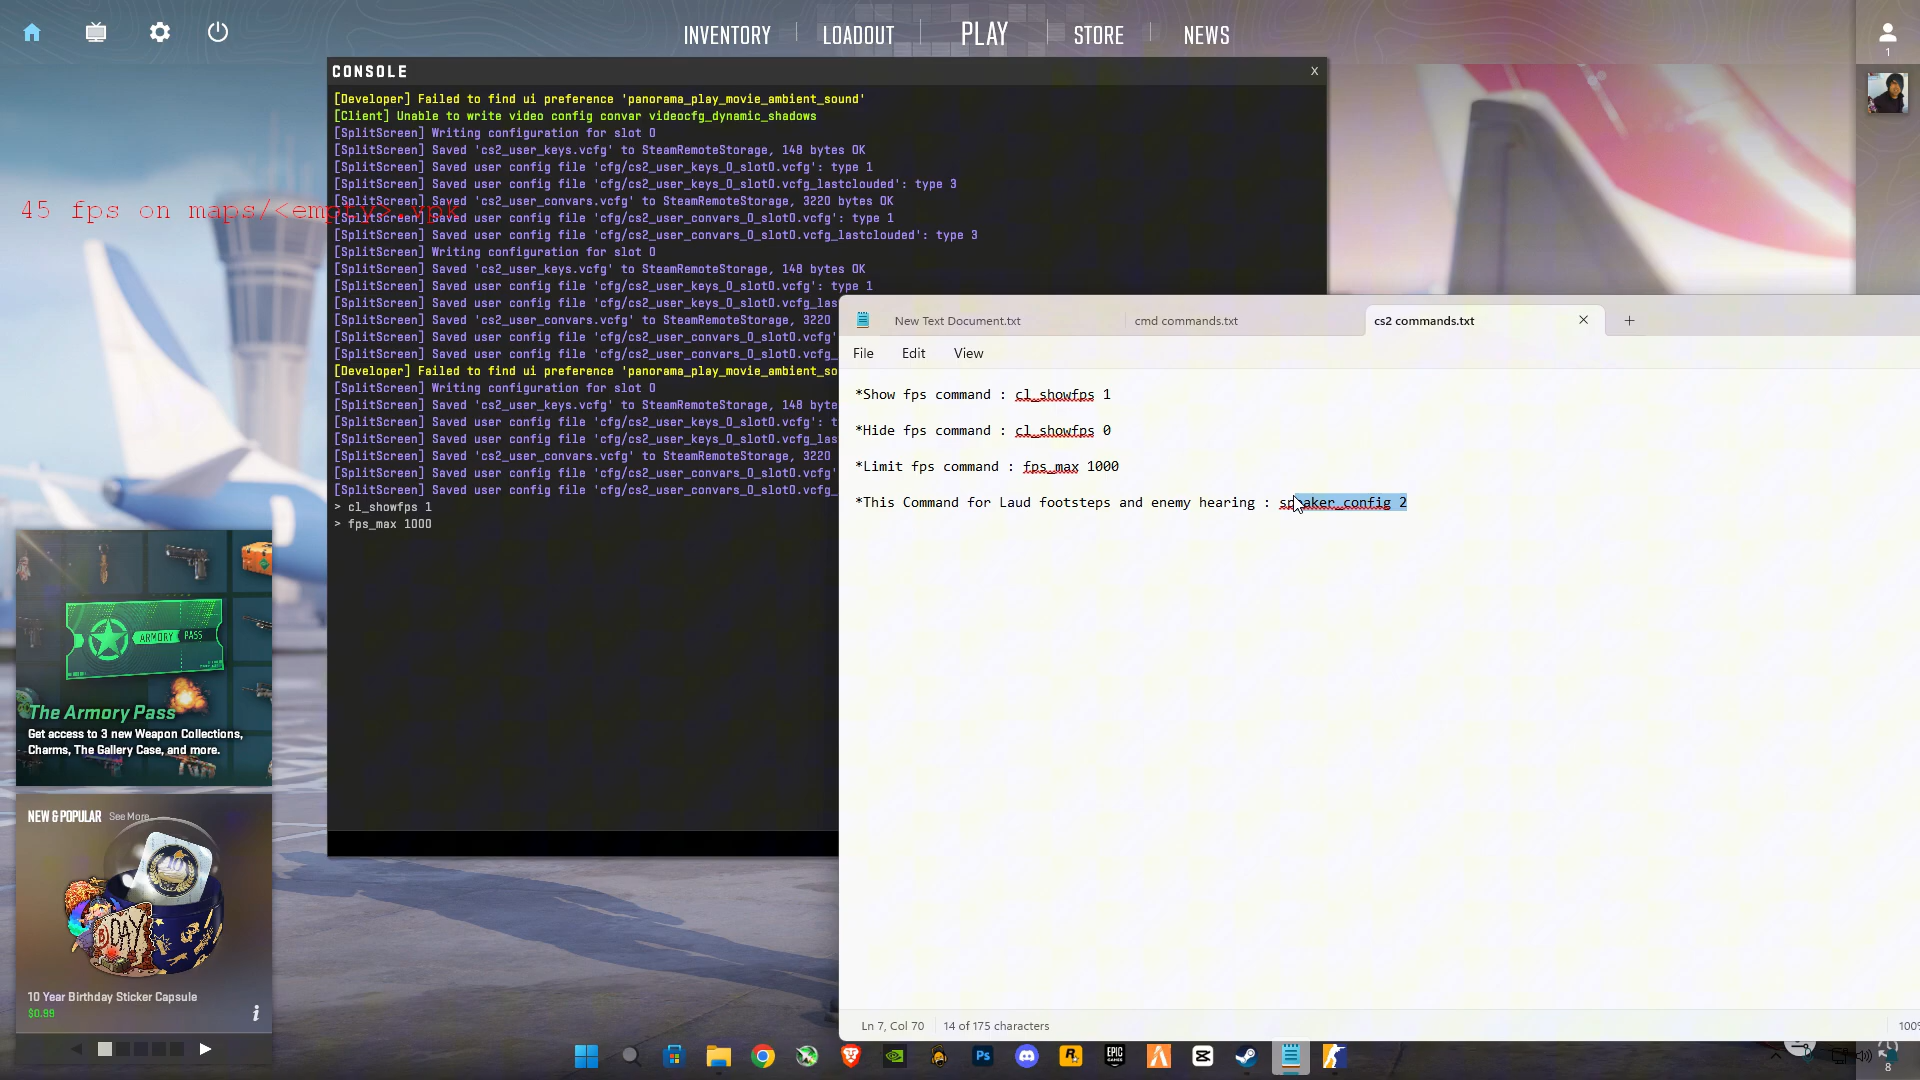 INVENTORY
LOADOUT
PLAY
STORE
NEWS
1
CONSOLE
X
[Developer] Failed to find ui preference 'panorama_play_movie_ambient_sound'
[Client] Unable to write video config convar videocfg_dynamic_shadows
[SplitScreen] Writing configuration for slot 0
[SplitScreen] Saved 'cs2_user_keys.vcfg' to SteamRemoteStorage, 148 bytes OK
[SplitScreen] Saved user config file 'cfg/cs2_user_keys_0_slot0.vcfg': type 1
[SplitScreen] Saved user config file 'cfg/cs2_user_keys_0_slot0.vcfg_lastclouded': type 3
[SplitScreen] Saved 'cs2_user_convars.vcfg' to SteamRemoteStorage, 3220 bytes OK
45 fps on maps/<empty>.vpk
[SplitScreen] Saved user config file 'cfg/cs2_user_convars_0_slot0.vcfg': type 1
[SplitScreen] Saved user config file 'cfg/cs2_user_convars_0_slot0.vcfg_lastclouded': type 3
[SplitScreen] Writing configuration for slot 0
[SplitScreen] Saved 'cs2_user_keys.vcfg' to SteamRemoteStorage, 148 bytes OK
[SplitScreen] Saved user config file 'cfg/cs2_user_keys_0_slot0.vcfg': type 1
[SplitScreen] Saved user config file 'cfg/cs2_user_keys_0_slot0.vcfg_las
[SplitScreen] Saved 'cs2_user_convars.vcfg' to SteamRemoteStorage, 3220
[SplitScreen] Saved user config file 'cfg/cs2_user_convars_0_slot0.vcfg'
[SplitScreen] Saved user config file 'cfg/cs2_user_convars_0_slot0.vcfg_
[Developer] Failed to find ui preference 'panorama_play_movie_ambient_so
[SplitScreen] Writing configuration for slot 0
[SplitScreen] Saved 'cs2_user_keys.vcfg' to SteamRemoteStorage, 148 byte
[SplitScreen] Saved user config file 'cfg/cs2_user_keys_0_slot0.vcfg': t
[SplitScreen] Saved user config file 'cfg/cs2_user_keys_0_slot0.vcfg_las
[SplitScreen] Saved 'cs2_user_convars.vcfg' to SteamRemoteStorage, 3220
[SplitScreen] Saved user config file 'cfg/cs2_user_convars_0_slot0.vcfg'
[SplitScreen] Saved user config file 'cfg/cs2_user_convars_0_slot0.vcfg_
> cl_showfps 1
> fps_max 1000
New Text Document.txt
cmd commands.txt
cs2 commands.txt
File
Edit
View
*Show fps command : cl_showfps 1
*Hide fps command : cl_showfps 0
*Limit fps command : fps_max 1000
*This Command for Laud footsteps and enemy hearing : speaker_config 2
Ln 7, Col 70
14 of 175 characters
100%
ARMORY PASS
The Armory Pass
Get access to 3 new Weapon Collections,
Charms, The Gallery Case, and more.
NEW & POPULAR
See More..
10
BDAY
10 Year Birthday Sticker Capsule
$0.99
i
Ps
R
EPIC
GAMES
8